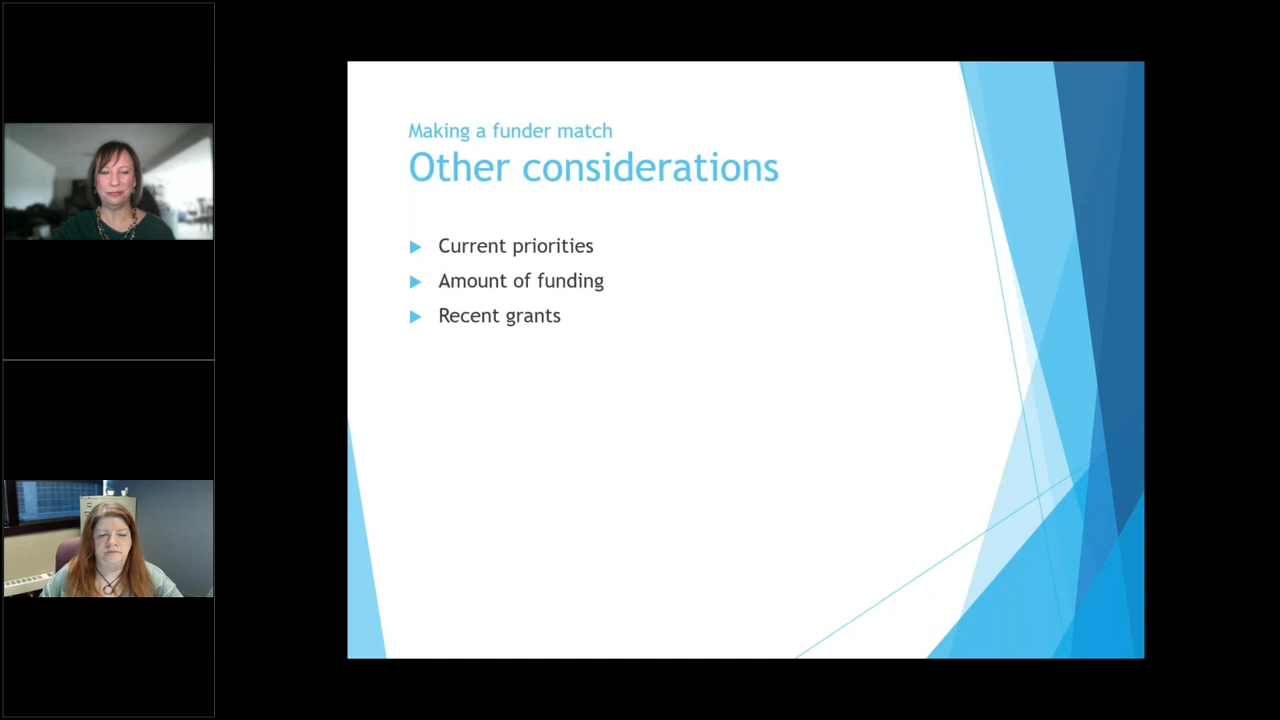 Making a funder match
Other considerations
Current priorities
Amount of funding
Recent grants